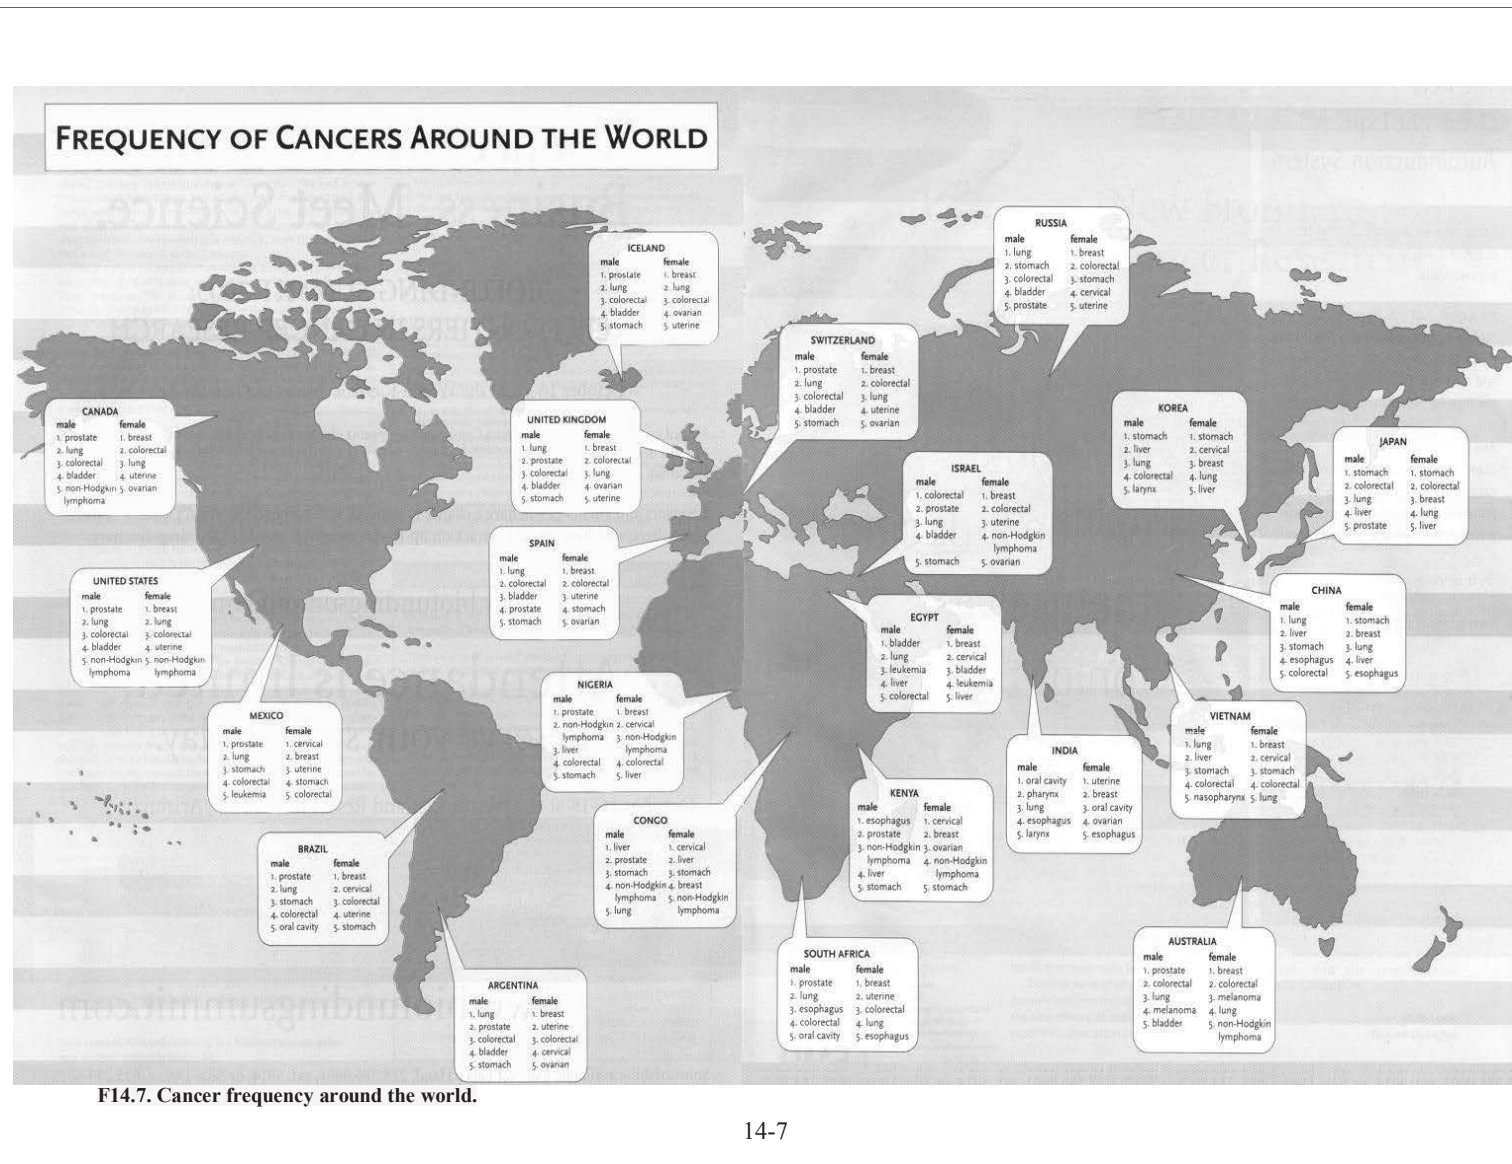 FREQUENCY OF CANCERS AROUND THE WORLD
ICELAND
male female
1. prostate 1. breast
2. lung 2. lung
3. colorectal 3. colorectal
4. bladder 4. ovarian
5. stomach 5. uterine
RUSSIA
male female
1. lung 1. breast
2. stomach 2. colorectal
3. colorectal 3. stomach
4. bladder 4. cervical
5. prostate 5. uterine
SWITZERLAND
male female
1. prostate 1. breast
2. lung 2. colorectal
3. colorectal 3. lung
4. bladder 4. uterine
5. stomach 5. ovarian
CANADA
male female
1. prostate 1. breast
2. lung 2. colorectal
3. colorectal 3. lung
4. bladder 4. uterine
5. non-Hodgkin 5. ovarian
lymphoma
UNITED KINGDOM
male female
1. lung 1. breast
2. prostate 2. colorectal
3. colorectal 3. lung
4. bladder 4. ovarian
5. stomach 5. uterine
KOREA
male female
1. stomach 1. stomach
2. liver 2. cervical
3. lung 3. breast
4. colorectal 4. lung
5. larynx 5. liver
JAPAN
male female
1. stomach 1. stomach
2. colorectal 2. colorectal
3. lung 3. breast
4. liver 4. lung
5. prostate 5. liver
ISRAEL
male female
1. colorectal 1. breast
2. prostate 2. colorectal
3. lung 3. uterine
4. bladder 4. non-Hodgkin
lymphoma
5. stomach 5. ovarian
SPAIN
male female
1. lung 1. breast
2. colorectal 2. colorectal
3. bladder 3. uterine
4. prostate 4. stomach
5. stomach 5. ovarian
UNITED STATES
male female
1. prostate 1. breast
2. lung 2. lung
3. colorectal 3. colorectal
4. bladder 4. uterine
5. non-Hodgkin 5. non-Hodgkin
lymphoma lymphoma
CHINA
male female
1. lung 1. stomach
2. liver 2. breast
3. stomach 3. lung
4. esophagus 4. liver
5. colorectal 5. esophagus
EGYPT
male female
1. bladder 1. breast
2. lung 2. cervical
3. leukemia 3. bladder
4. liver 4. leukemia
5. colorectal 5. liver
NIGERIA
male female
1. prostate 1. breast
2. non-Hodgkin 2. cervical
lymphoma 3. non-Hodgkin
3. liver lymphoma
4. colorectal 4. colorectal
5. stomach 5. liver
MEXICO
male female
1. prostate 1. cervical
2. lung 2. breast
3. stomach 3. uterine
4. colorectal 4. stomach
5. leukemia 5. colorectal
VIETNAM
male female
1. lung 1. breast
2. liver 2. cervical
3. stomach 3. stomach
4. colorectal 4. colorectal
5. nasopharynx 5. lung
INDIA
male female
1. oral cavity 1. uterine
2. pharynx 2. breast
3. lung 3. oral cavity
4. esophagus 4. ovarian
5. larynx 5. esophagus
KENYA
male female
1. esophagus 1. cervical
2. prostate 2. breast
3. non-Hodgkin 3. ovarian
lymphoma 4. non-Hodgkin
4. liver lymphoma
5. stomach 5. stomach
CONGO
male female
1. liver 1. cervical
2. prostate 2. liver
3. stomach 3. stomach
4. non-Hodgkin 4. breast
lymphoma 5. non-Hodgkin
5. lung lymphoma
BRAZIL
male female
1. prostate 1. breast
2. lung 2. cervical
3. stomach 3. colorectal
4. colorectal 4. uterine
5. oral cavity 5. stomach
SOUTH AFRICA
male female
1. prostate 1. breast
2. lung 2. uterine
3. esophagus 3. colorectal
4. colorectal 4. lung
5. oral cavity 5. esophagus
AUSTRALIA
male female
1. prostate 1. breast
2. colorectal 2. colorectal
3. lung 3. melanoma
4. melanoma 4. lung
5. bladder 5. non-Hodgkin
lymphoma
ARGENTINA
male female
1. lung 1. breast
2. prostate 2. uterine
3. colorectal 3. colorectal
4. bladder 4. cervical
5. stomach 5. ovarian
F14.7. Cancer frequency around the world.
14-7